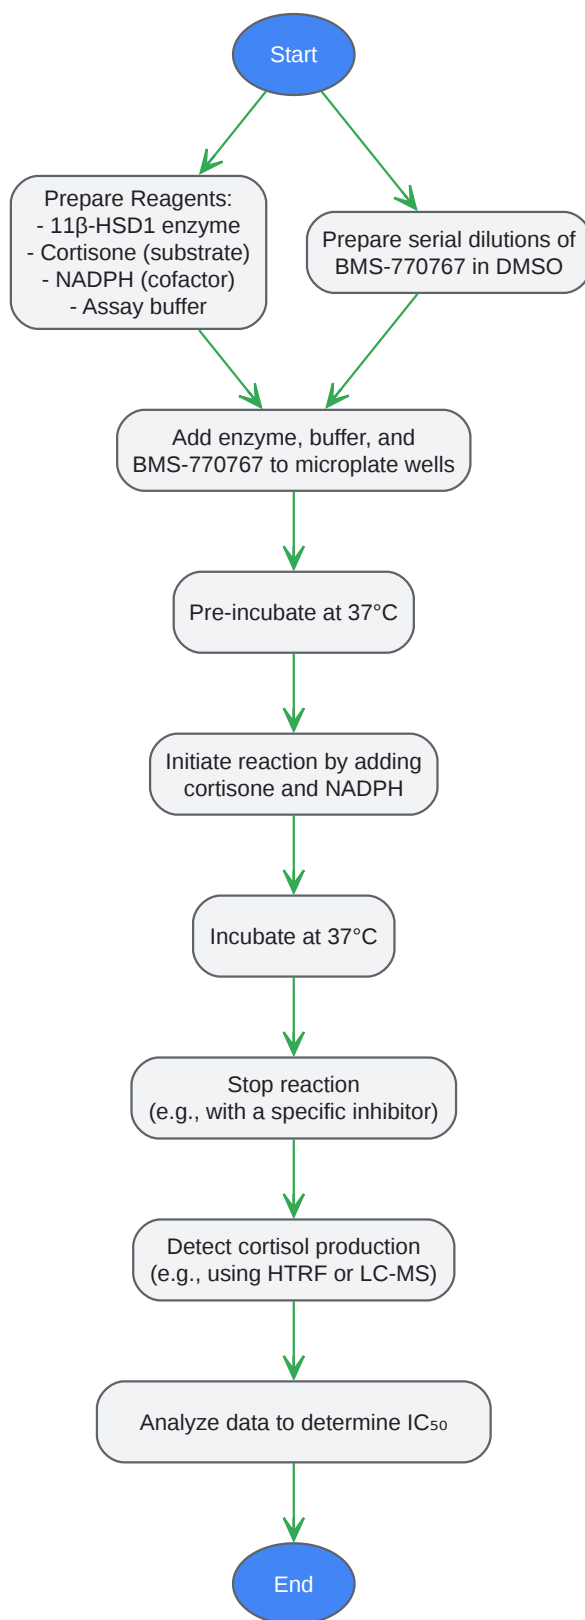 Start
Prepare Reagents:
- 11β-HSD1 enzyme
- Cortisone (substrate)
- NADPH (cofactor)
- Assay buffer
Prepare serial dilutions of
BMS-770767 in DMSO
Add enzyme, buffer, and
BMS-770767 to microplate wells
Pre-incubate at 37°C
Initiate reaction by adding
cortisone and NADPH
Incubate at 37°C
Stop reaction
(e.g., with a specific inhibitor)
Detect cortisol production
(e.g., using HTRF or LC-MS)
Analyze data to determine IC₅₀
End